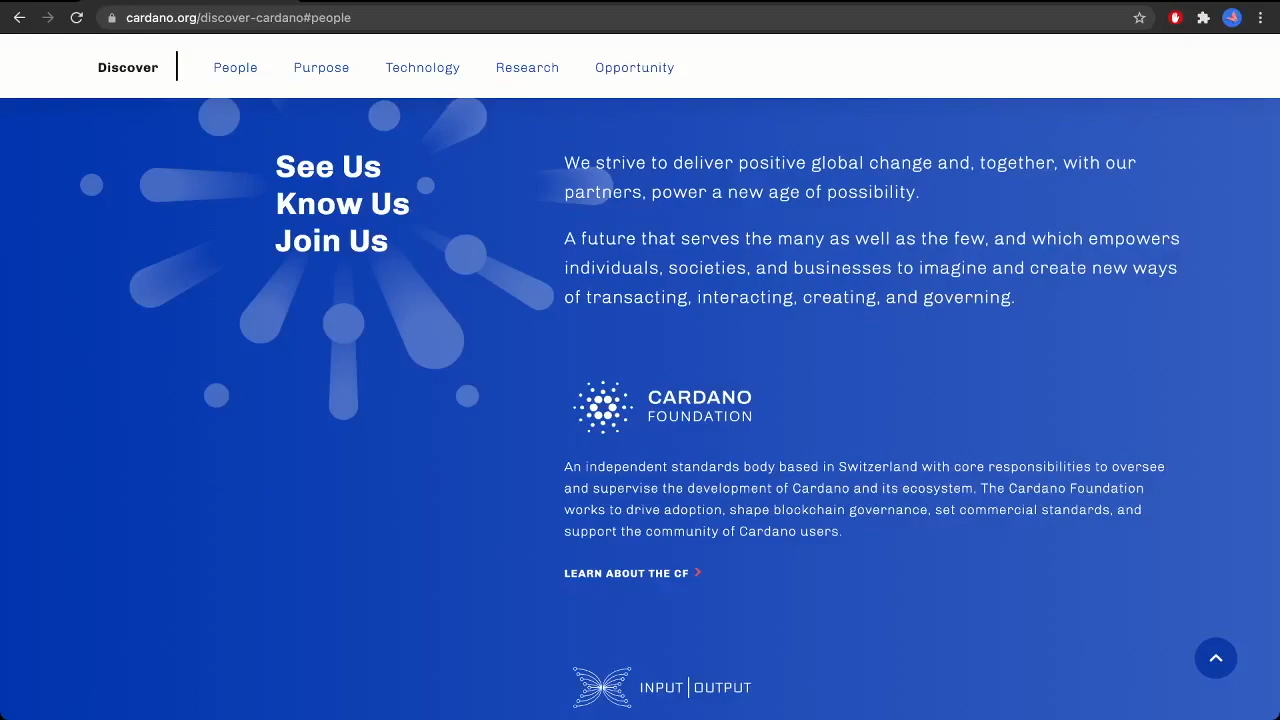 cardano.org/discover-cardano#people
Discover
People
Purpose
Technology
Research
Opportunity
See Us
Know Us
Join Us
We strive to deliver positive global change and, together, with our
partners, power a new age of possibility.
A future that serves the many as well as the few, and which empowers
individuals, societies, and businesses to imagine and create new ways
of transacting, interacting, creating, and governing.
CARDANO
FOUNDATION
An independent standards body based in Switzerland with core responsibilities to oversee
and supervise the development of Cardano and its ecosystem. The Cardano Foundation
works to drive adoption, shape blockchain governance, set commercial standards, and
support the community of Cardano users.
LEARN ABOUT THE CF
INPUT | OUTPUT